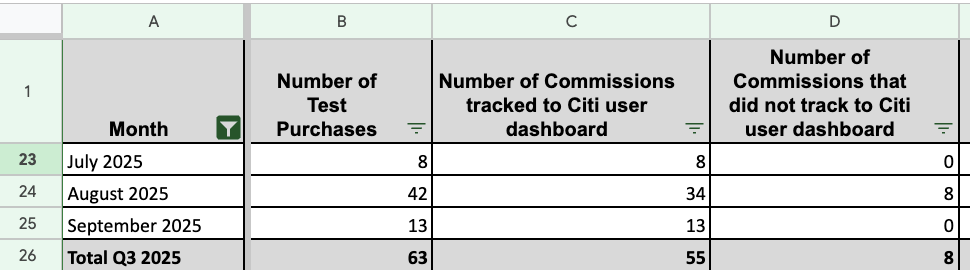 A B C D
1
Number of
Test
Purchases
Number of Commissions
tracked to Citi user
dashboard
Number of
Commissions that
did not track to Citi
user dashboard
Month
23 July 2025 8 8 0
24 August 2025 42 34 8
25 September 2025 13 13 0
26 Total Q3 2025 63 55 8